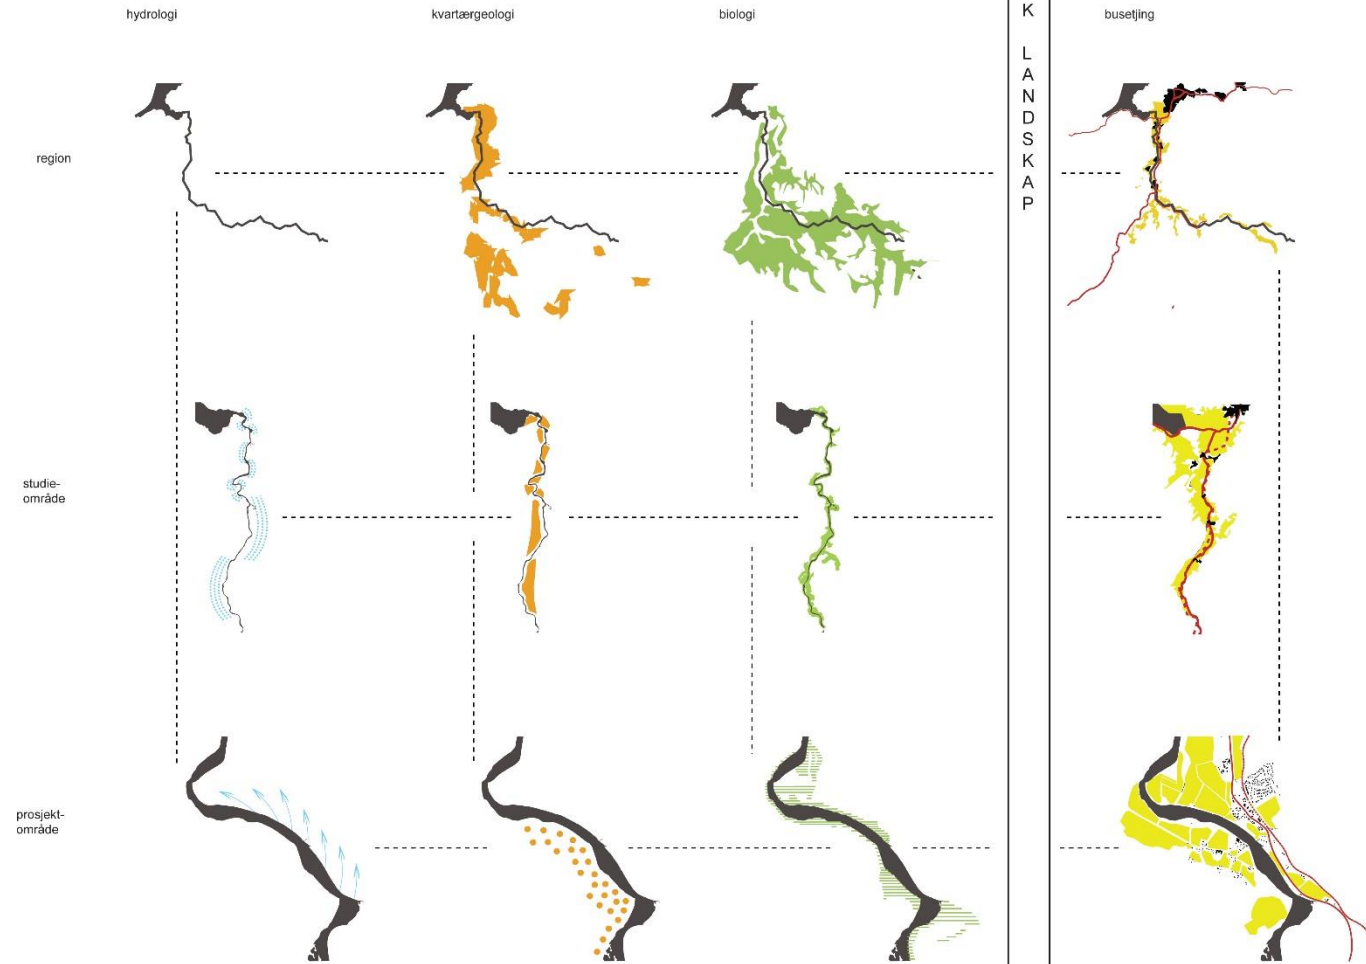 hydrologi
kvartærgeologi
biologi
busetjing
K
L
A
N
D
S
K
A
P
region
studie-
område
prosjekt-
område